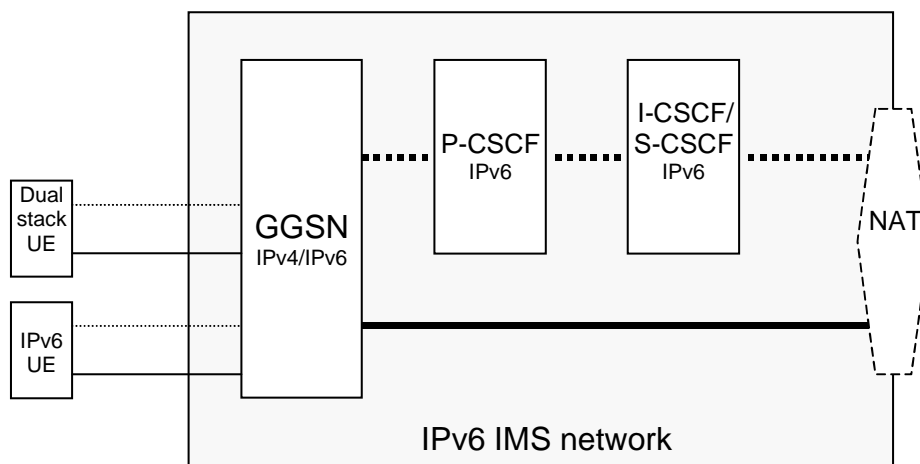 Dual
stack
UE
IPv6
UE
GGSN
IPv4/IPv6
P-CSCF
IPv6
I-CSCF/
S-CSCF
IPv6
NAT
IPv6 IMS network